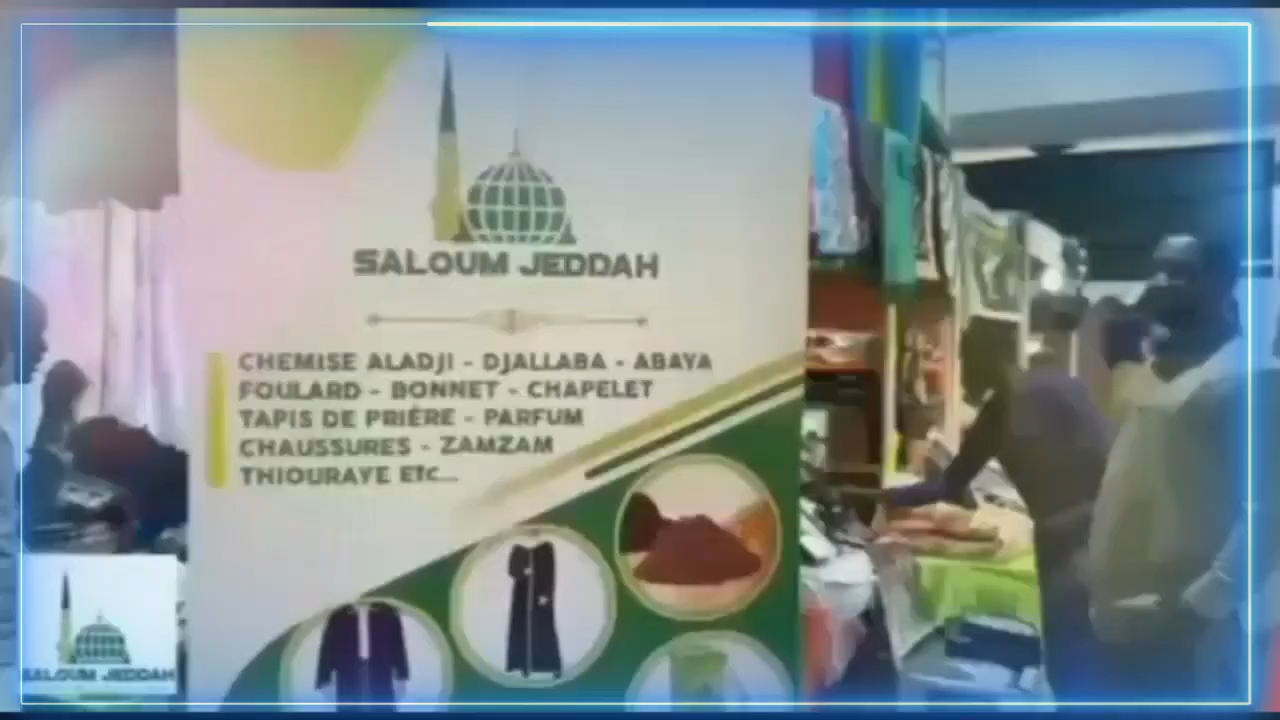 SALOUM JEDDAH
CHEMISE ALADJI - DJALLABA - ABAYA
FOULARD - BONNET - CHAPELET
TAPIS DE PRIÈRE - PARFUM
CHAUSSURES - ZAMZAM
THIOURAYE Etc...
SALOUM JEDDAH